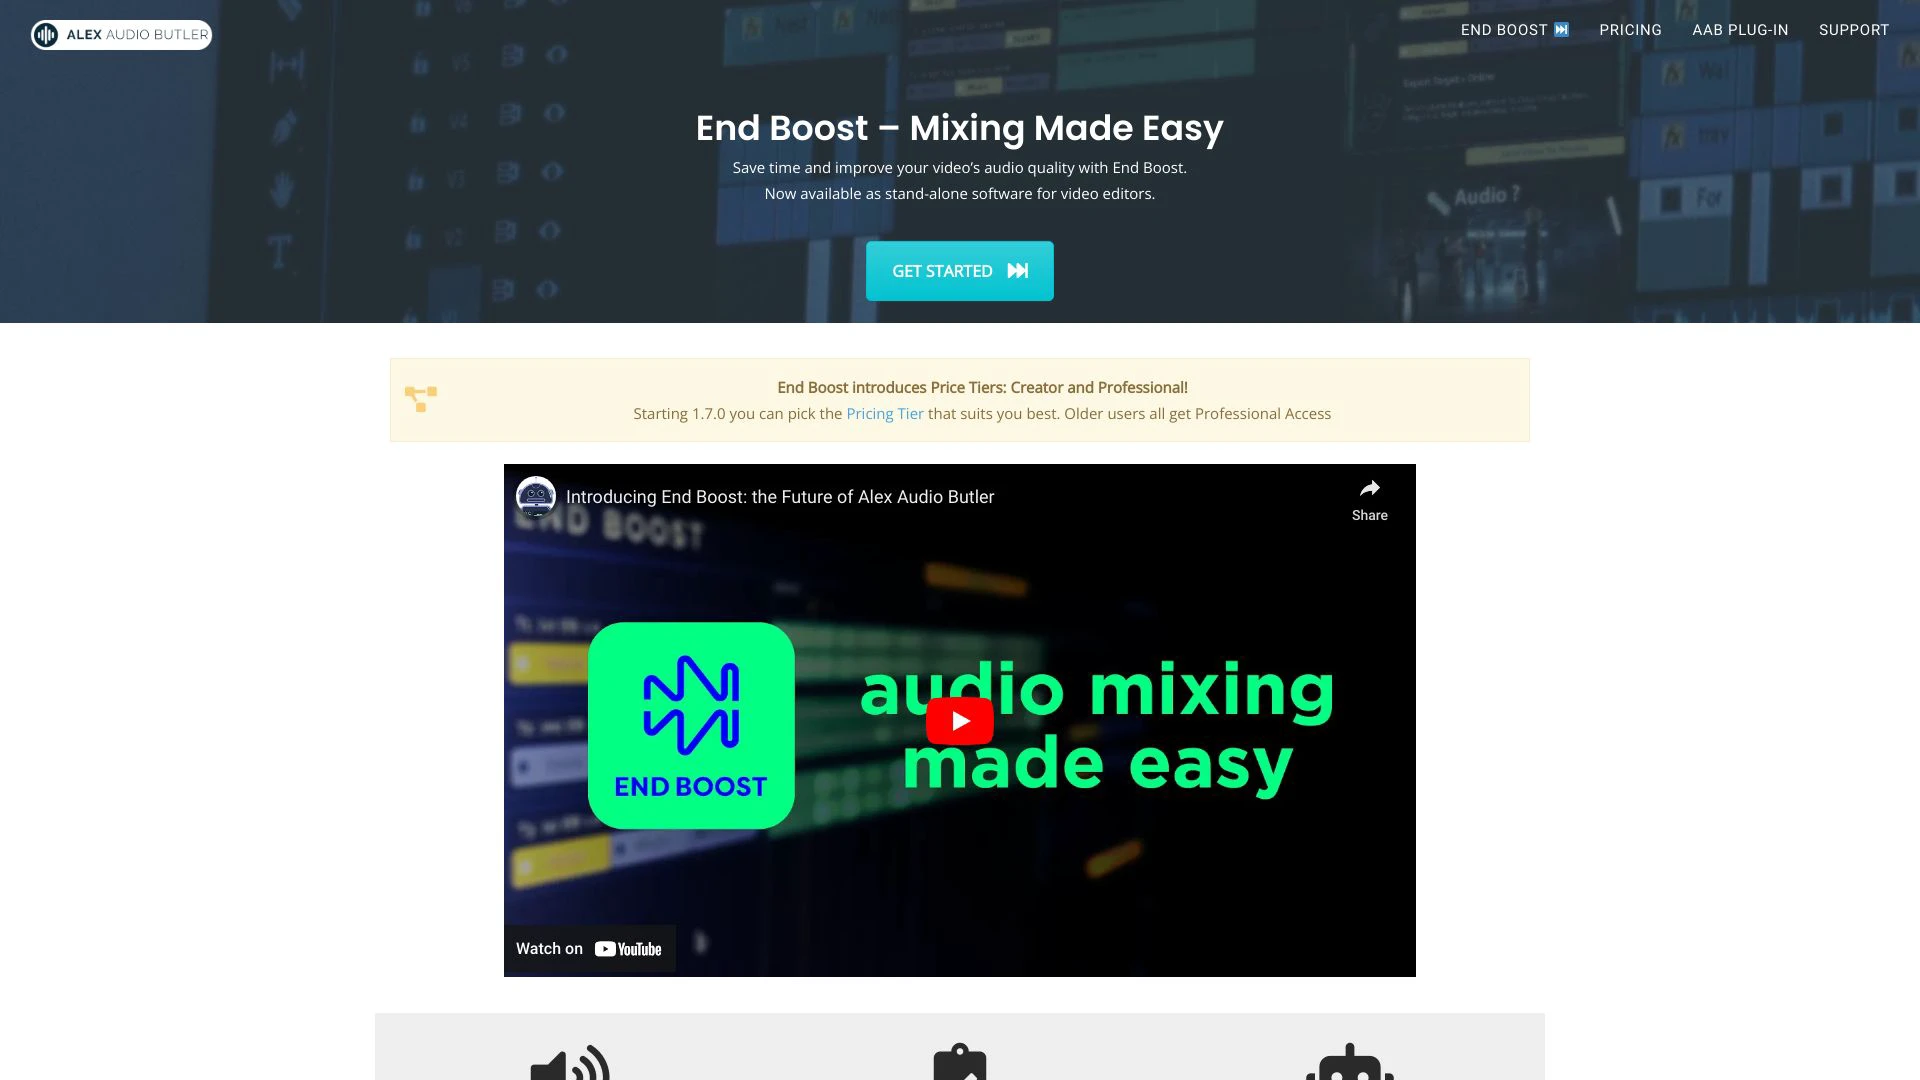 ALEX AUDIO BUTLER
END BOOST ⏭
PRICING
AAB PLUG-IN
SUPPORT
End Boost – Mixing Made Easy
Save time and improve your video’s audio quality with End Boost.
Now available as stand-alone software for video editors.
Audio ?
For
GET STARTED
End Boost introduces Price Tiers: Creator and Professional!
Starting 1.7.0 you can pick the Pricing Tier that suits you best. Older users all get Professional Access
Introducing End Boost: the Future of Alex Audio Butler
Share
END BOOST
audio mixing
made easy
END BOOST
Watch on YouTube